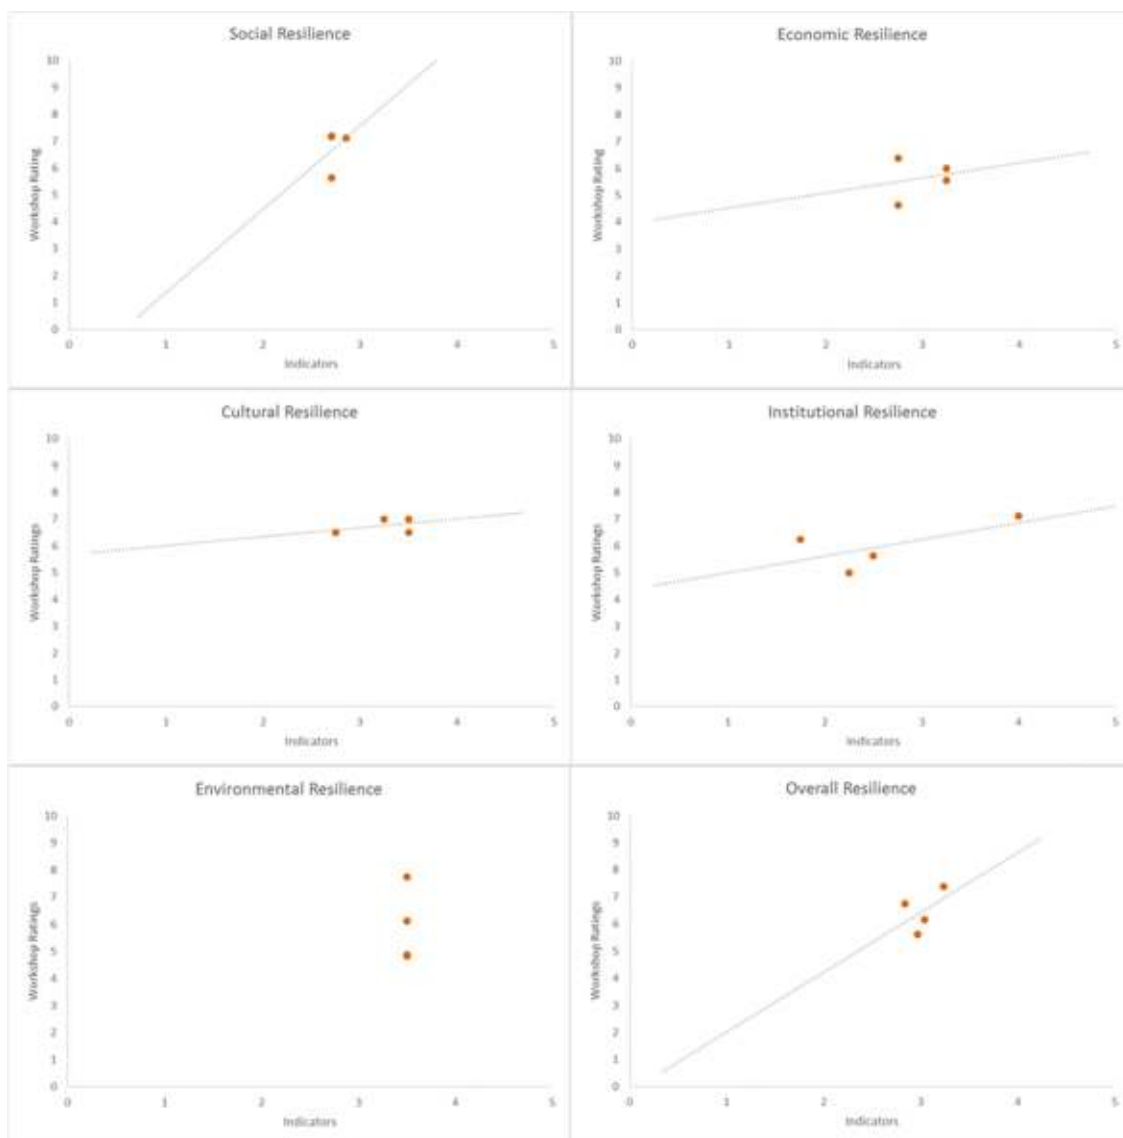 Social Resilience
Workshop Rating
10
9
8
7
6
5
4
3
2
1
0
0 1 2 3 4 5
Indicators
Economic Resilience
Workshop Rating
10
9
8
7
6
5
4
3
2
1
0
0 1 2 3 4 5
Indicators
Cultural Resilience
Workshop Ratings
10
9
8
7
6
5
4
3
2
1
0
0 1 2 3 4 5
Indicators
Institutional Resilience
Workshop Ratings
10
9
8
7
6
5
4
3
2
1
0
0 1 2 3 4 5
Indicators
Environmental Resilience
Workshop Ratings
10
9
8
7
6
5
4
3
2
1
0
0 1 2 3 4 5
Indicators
Overall Resilience
Workshop Ratings
10
9
8
7
6
5
4
3
2
1
0
0 1 2 3 4 5
Indicators